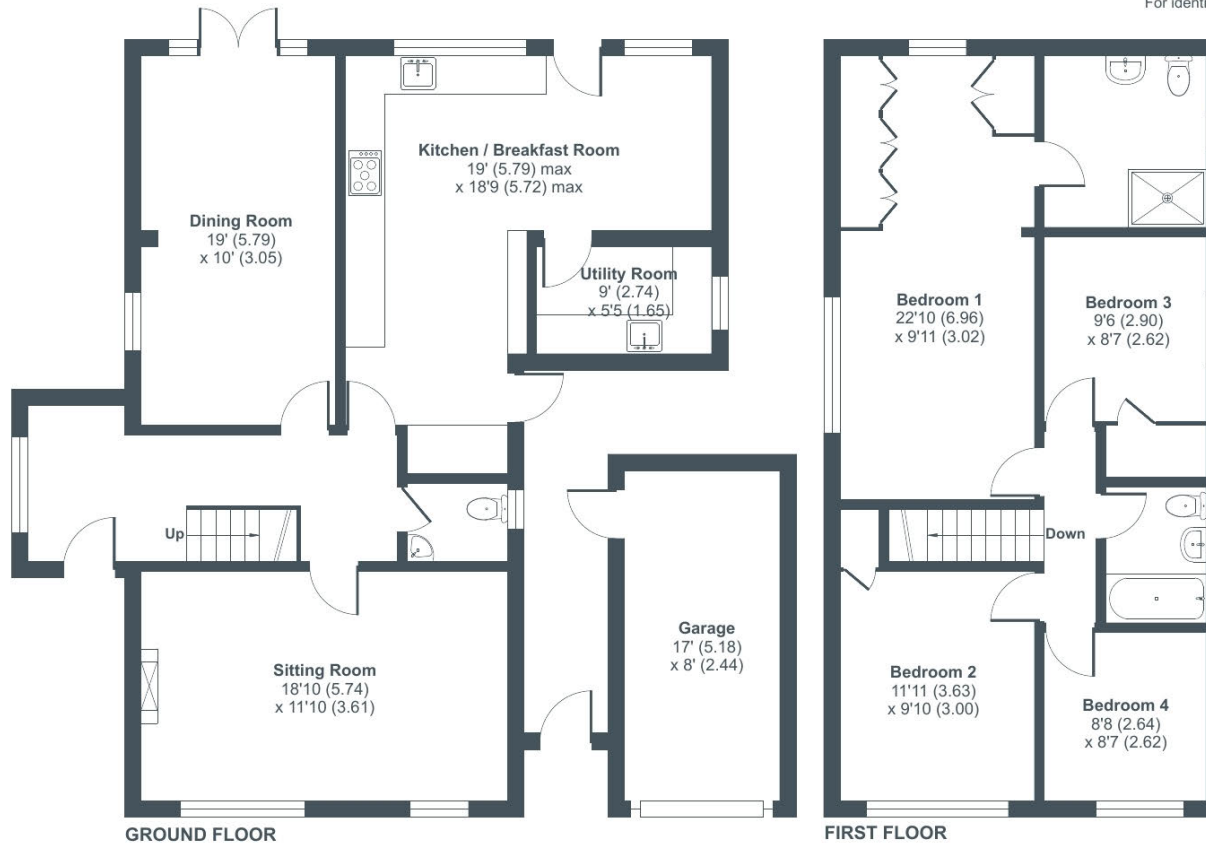 For identi
Kitchen / Breakfast Room
19' (5.79) max
x 18'9 (5.72) max
Dining Room
19' (5.79)
x 10' (3.05)
Utility Room
9' (2.74)
x 5'5 (1.65)
Bedroom 1
22'10 (6.96)
x 9'11 (3.02)
Bedroom 3
9'6 (2.90)
x 8'7 (2.62)
Up
Down
Sitting Room
18'10 (5.74)
x 11'10 (3.61)
Garage
17' (5.18)
x 8' (2.44)
Bedroom 2
11'11 (3.63)
x 9'10 (3.00)
Bedroom 4
8'8 (2.64)
x 8'7 (2.62)
GROUND FLOOR
FIRST FLOOR